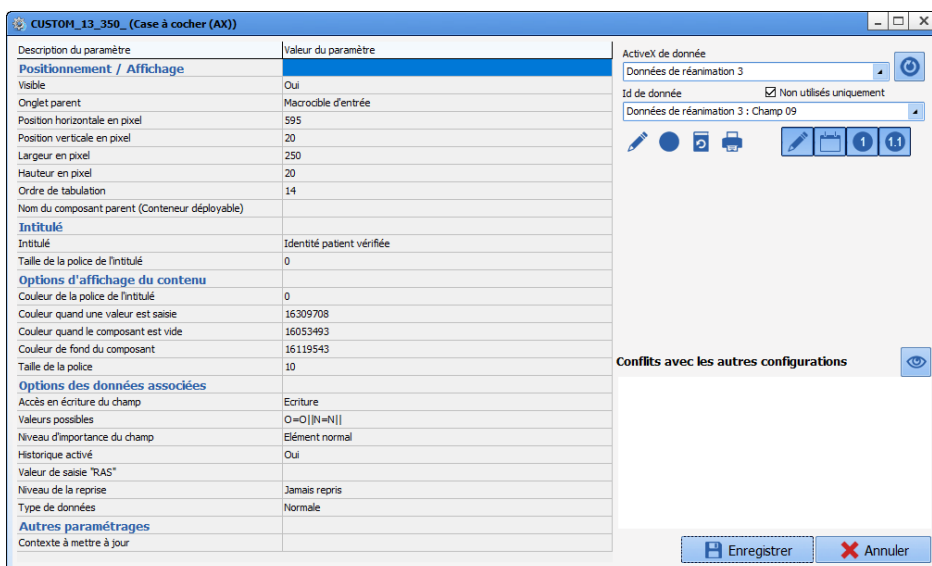 CUSTOM_13_350_ (Case à cocher (AX))
Description du paramètre Valeur du paramètre
Positionnement / Affichage
Visible Oui
Onglet parent Macrocible d'entrée
Position horizontale en pixel 595
Position verticale en pixel 20
Largeur en pixel 250
Hauteur en pixel 20
Ordre de tabulation 14
Nom du composant parent (Conteneur déployable)
Intitulé
Intitulé Identité patient vérifiée
Taille de la police de l'intitulé 0
Options d'affichage du contenu
Couleur de la police de l'intitulé 0
Couleur quand une valeur est saisie 16309708
Couleur quand le composant est vide 16053493
Couleur de fond du composant 16119543
Taille de la police 10
Options des données associées
Accès en écriture du champ Ecriture
Valeurs possibles O=O||N=N||
Niveau d'importance du champ Elément normal
Historique activé Oui
Valeur de saisie "RAS"
Niveau de la reprise Jamais repris
Type de données Normale
Autres paramétrages
Contexte à mettre à jour
ActiveX de donnée
Données de réanimation 3
Id de donnée Non utilisés uniquement
Données de réanimation 3 : Champ 09
1 1.1
Conflits avec les autres configurations
Enregistrer Annuler